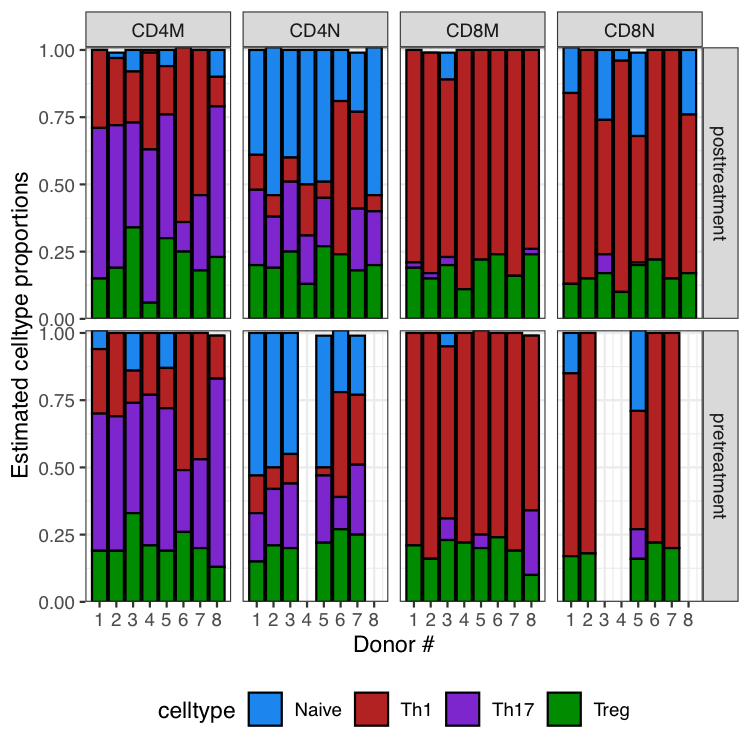 CD4M CD4N CD8M CD8N
Estimated celltype proportions
1.00
0.75
0.50
0.25
0.00
posttreatment
1.00
0.75
0.50
0.25
0.00
pretreatment
1 2 3 4 5 6 7 8 1 2 3 4 5 6 7 8 1 2 3 4 5 6 7 8 1 2 3 4 5 6 7 8
Donor #
celltype Naive Th1 Th17 Treg